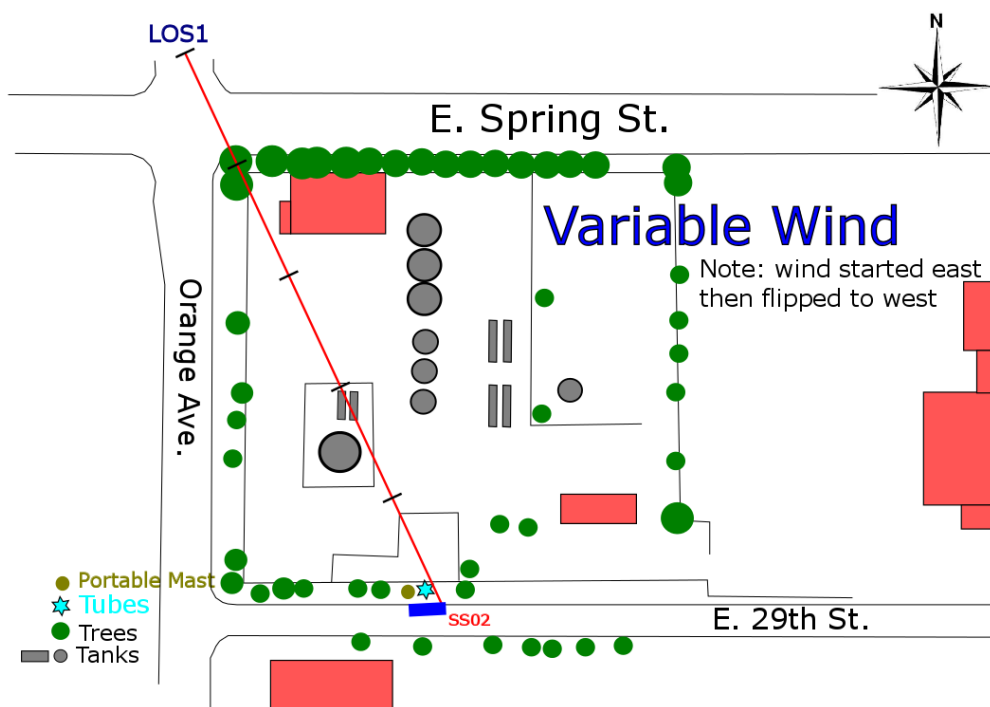 LOS1
N
E. Spring St.
Variable Wind
Note: wind started east
then flipped to west
Orange Ave.
Portable Mast
Tubes
Trees
Tanks
SS02
E. 29th St.